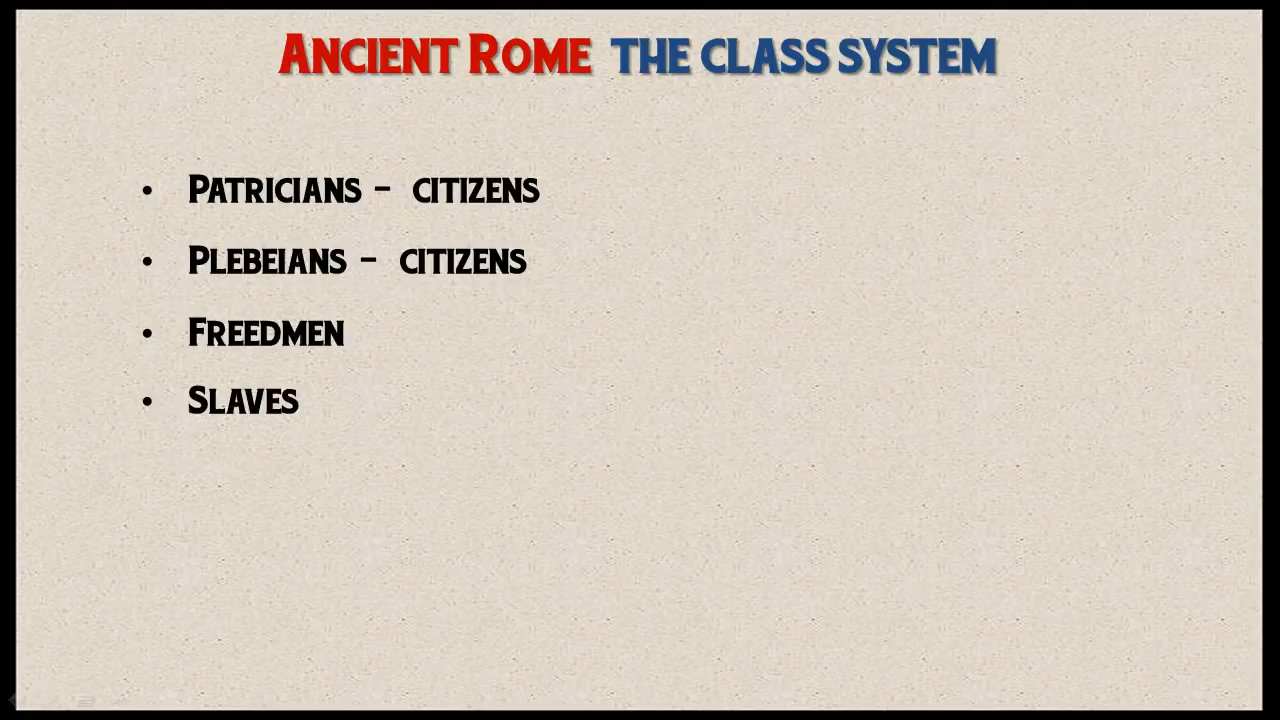 Ancient Rome the class system
• Patricians – citizens
• Plebeians – citizens
• Freedmen
• Slaves